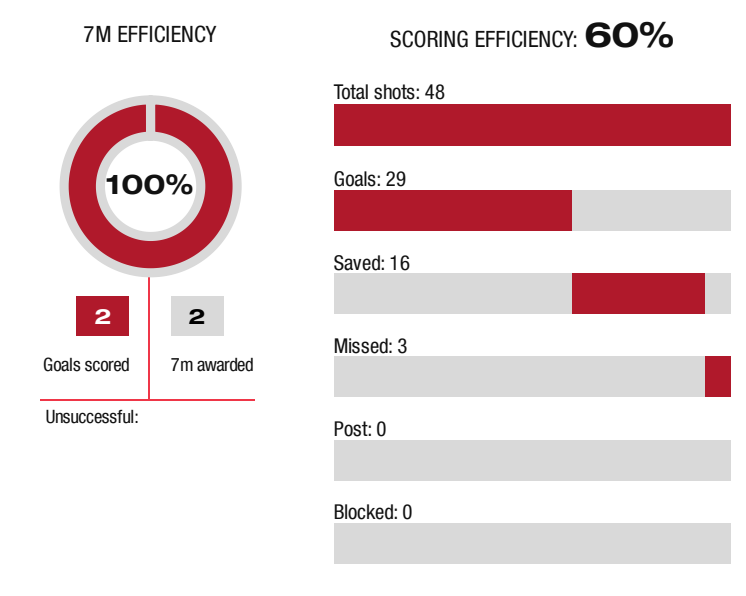 7M EFFICIENCY
100%
2
2
Goals scored
7m awarded
Unsuccessful:
SCORING EFFICIENCY: 60%
Total shots: 48
Goals: 29
Saved: 16
Missed: 3
Post: 0
Blocked: 0